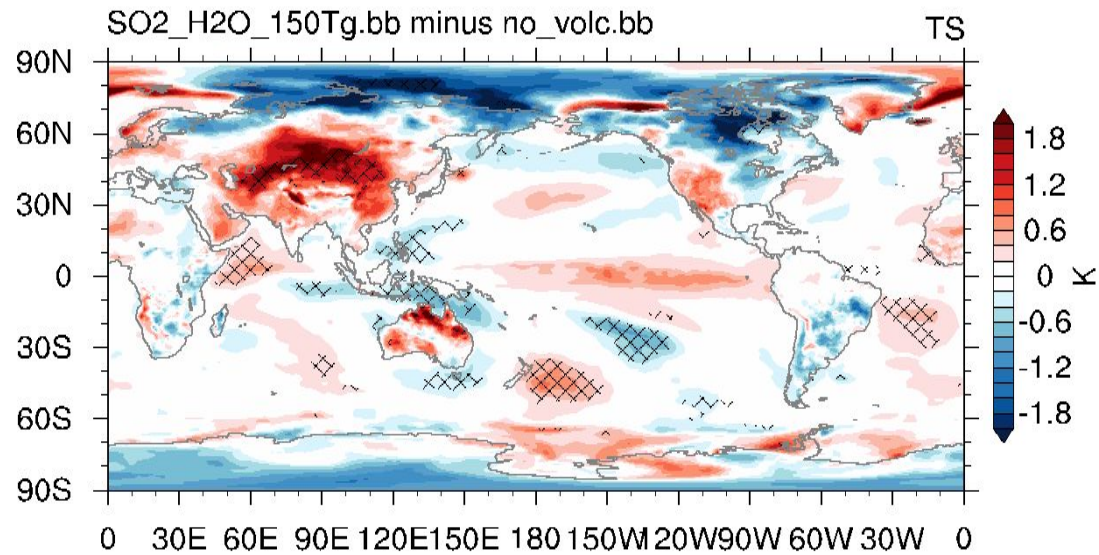 SO2_H2O_150Tg.bb minus no_volc.bb TS
90N
60N
30N
0
30S
60S
90S
0 30E 60E 90E 120E 150E 180 150W 120W 90W 60W 30W 0
1.8
1.2
0.6
0
-0.6
-1.2
-1.8
K